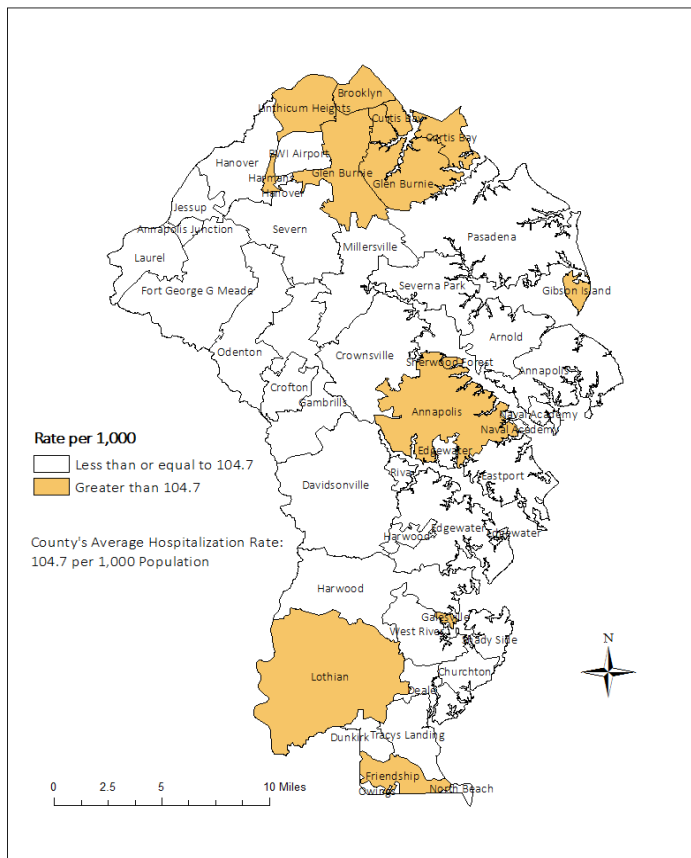 Brooklyn
Linthicum Heights
Curtis Bay
Curtis Bay
BWI Airport
Hanover
Glen Burnie
Harmans
Glen Burnie
Hanover
Jessup
Annapolis Junction
Severn
Pasadena
Millersville
Laurel
Fort George G Meade
Severna Park
Gibson Island
Arnold
Odenton
Crownsville
Sherwood Forest
Annapolis
Crofton
Gambrills
Annapolis
Naval Academy
Naval Academy
Rate per 1,000
Less than or equal to 104.7
Greater than 104.7
Edgewater
Riva
Eastport
Davidsonville
County's Average Hospitalization Rate:
104.7 per 1,000 Population
Edgewater
Harwood
Edgewater
Harwood
Galesville
West River
Shady Side
N
Churchton
Lothian
Deale
Dunkirk
Tracys Landing
Friendship
Owings
North Beach
0 5 10 Miles